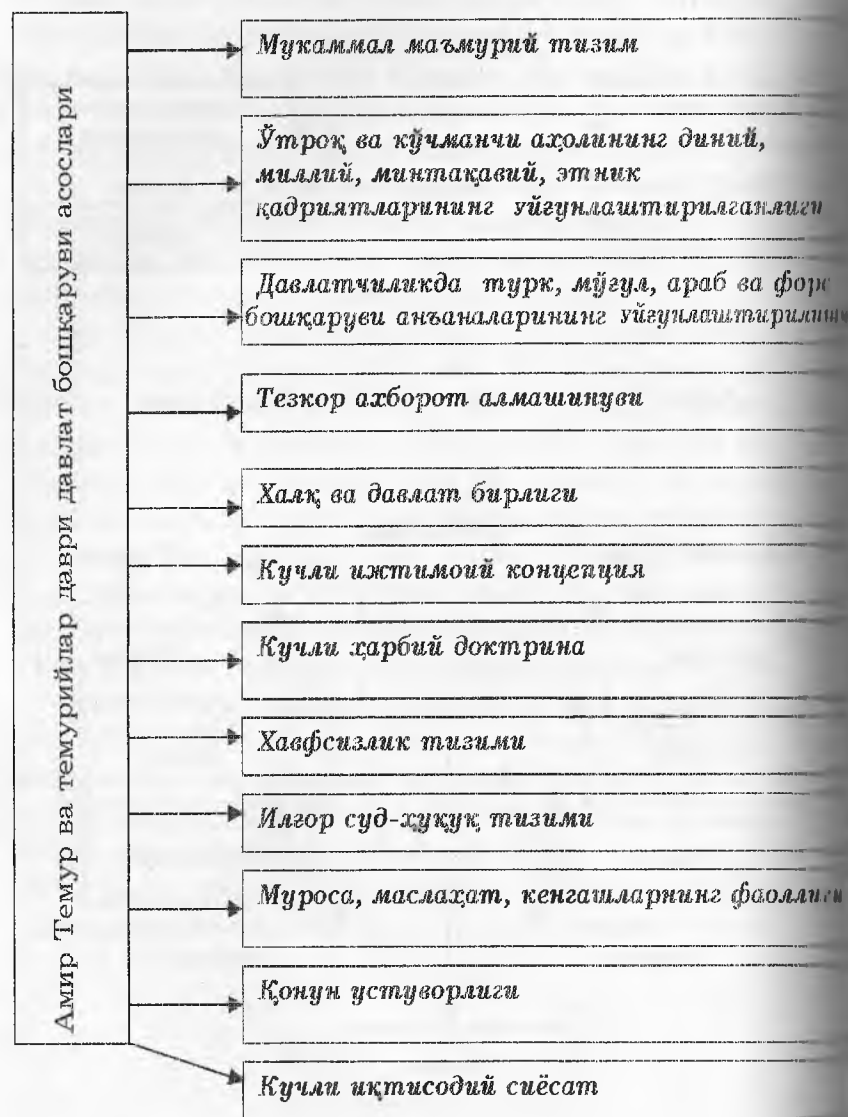 Амир Темур ва темурийлар даври давлат бошқаруви асослари
Мукаммал маъмурий тизим
Ўтроқ ва кўчманчи аҳолининг диний,
миллий, минтақавий, этник
қадриятларининг уйғунлаштирилганлиги
Давлатчиликда турк, мўғул, араб ва форс
бошқаруви анъаналарининг уйғунлаштирилиши
Тезкор ахборот алмашинуви
Халқ ва давлат бирлиги
Кучли ижтимоий концепция
Кучли ҳарбий доктрина
Хавфсизлик тизими
Илғор суд-ҳуқуқ тизими
Муроса, маслаҳат, кенгашларнинг фаоллиги
Қонун устуворлиги
Кучли иқтисодий сиёсат